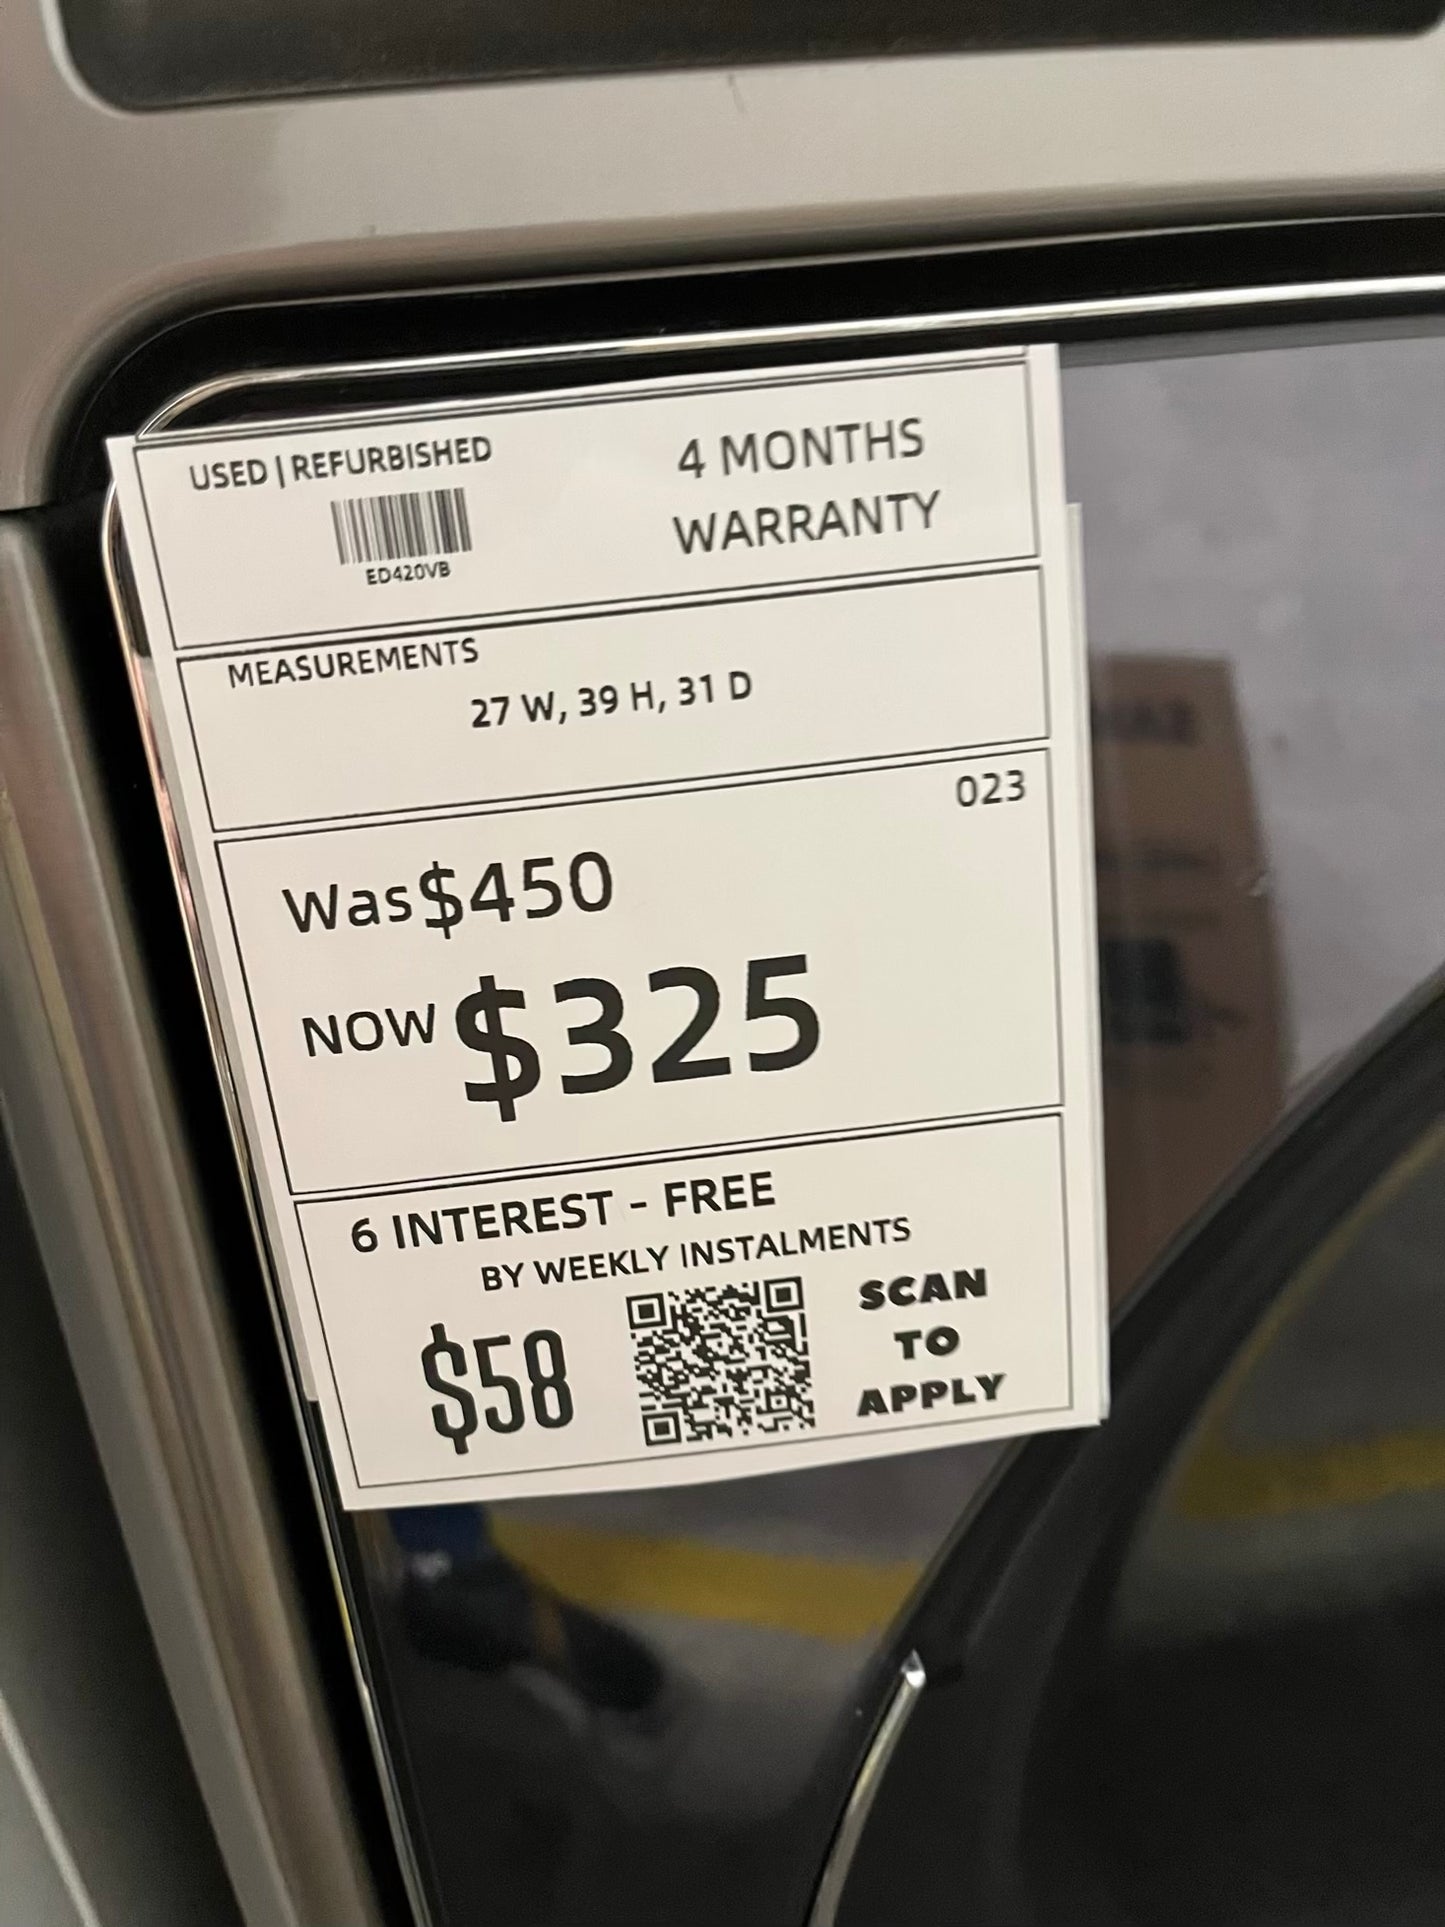 USED | REFURBISHED
ED420VB
4 MONTHS
WARRANTY
MEASUREMENTS
27 W, 39 H, 31 D
023
Was $450
NOW $325
6 INTEREST - FREE
BY WEEKLY INSTALMENTS
$58
SCAN
TO
APPLY